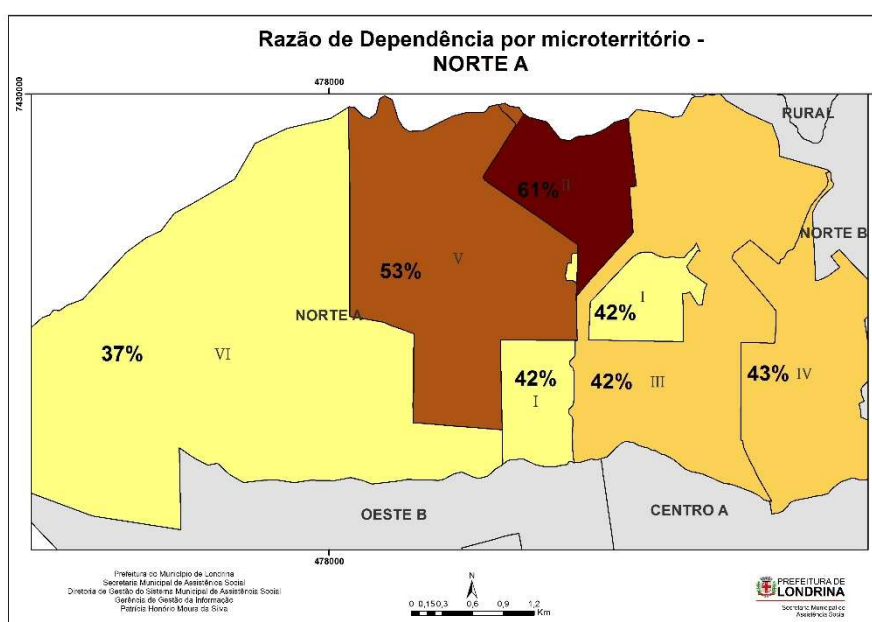 Razão de Dependência por microterritório -
NORTE A
478000
7430000
RURAL
61% II
NORTE B
53% V
42% I
NORTE A
37% VI
42% I
42% III
43% IV
OESTE B
CENTRO A
478000
Prefeitura do Município de Londrina
Secretaria Municipal de Assistência Social
Diretoria de Gestão do Sistema Municipal de Assistência Social
Gerência de Gestão da Informação
Patrícia Honório Moura da Silva
N
0 0,15 0,3 0,6 0,9 1,2
Km
PREFEITURA DE
LONDRINA
Secretaria Municipal de
Assistência Social